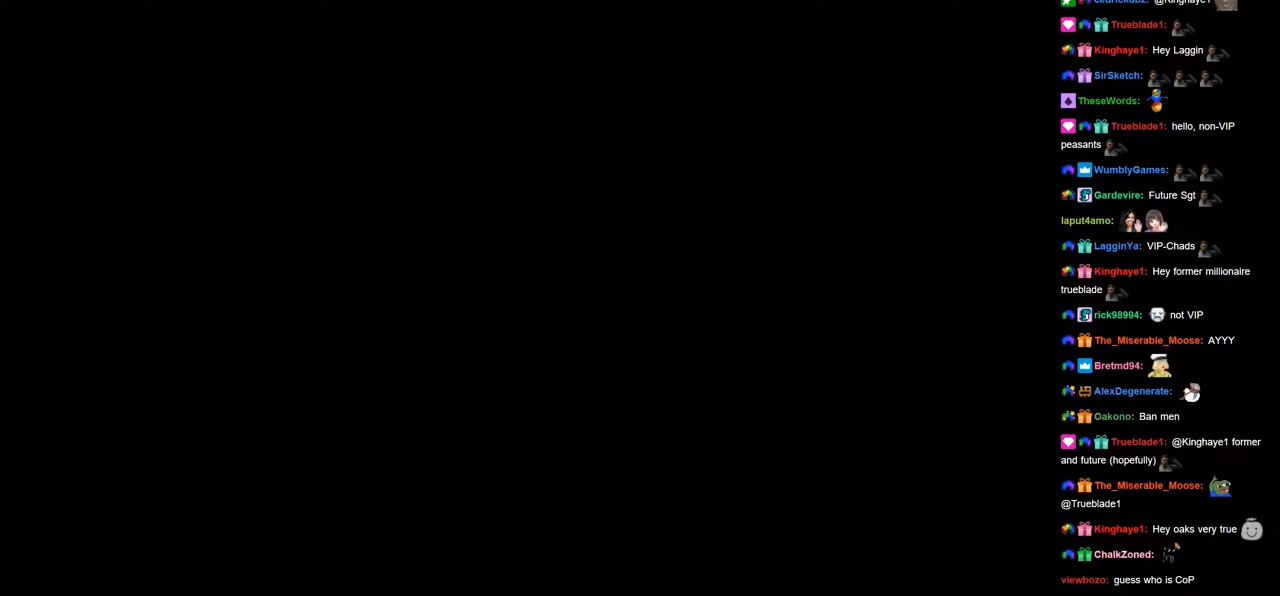 cedrickubz: @Kinghaye1
Trueblade1:
Kinghaye1: Hey Laggin
SirSketch:
TheseWords:
Trueblade1: hello, non-VIP
peasants
WumblyGames:
Gardevire: Future Sgt
laput4amo:
LagginYa: VIP-Chads
Kinghaye1: Hey former millionaire
trueblade
rick98994: not VIP
The_Miserable_Moose: AYYY
Bretmd94:
AlexDegenerate:
Oakono: Ban men
Trueblade1: @Kinghaye1 former
and future (hopefully)
The_Miserable_Moose:
@Trueblade1
Kinghaye1: Hey oaks very true
ChalkZoned:
viewbozo: guess who is CoP